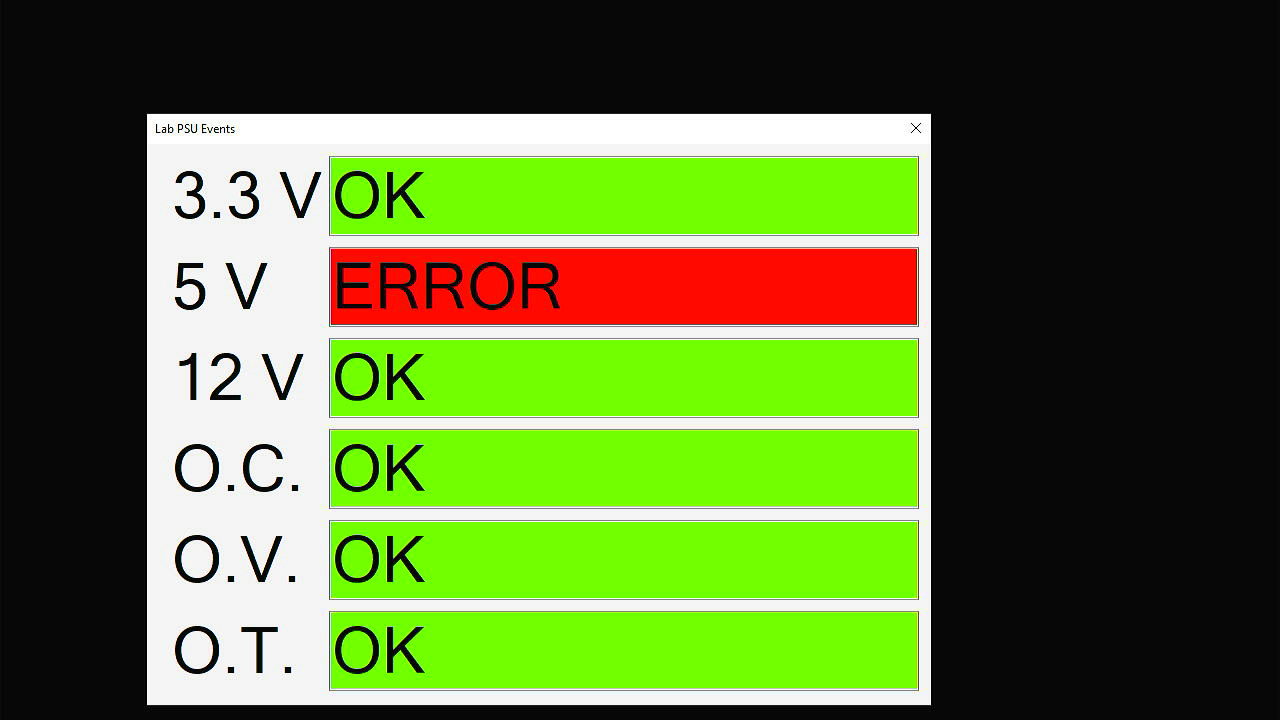 Lab PSU Events
3.3 V OK
5 V ERROR
12 V OK
O.C. OK
O.V. OK
O.T. OK